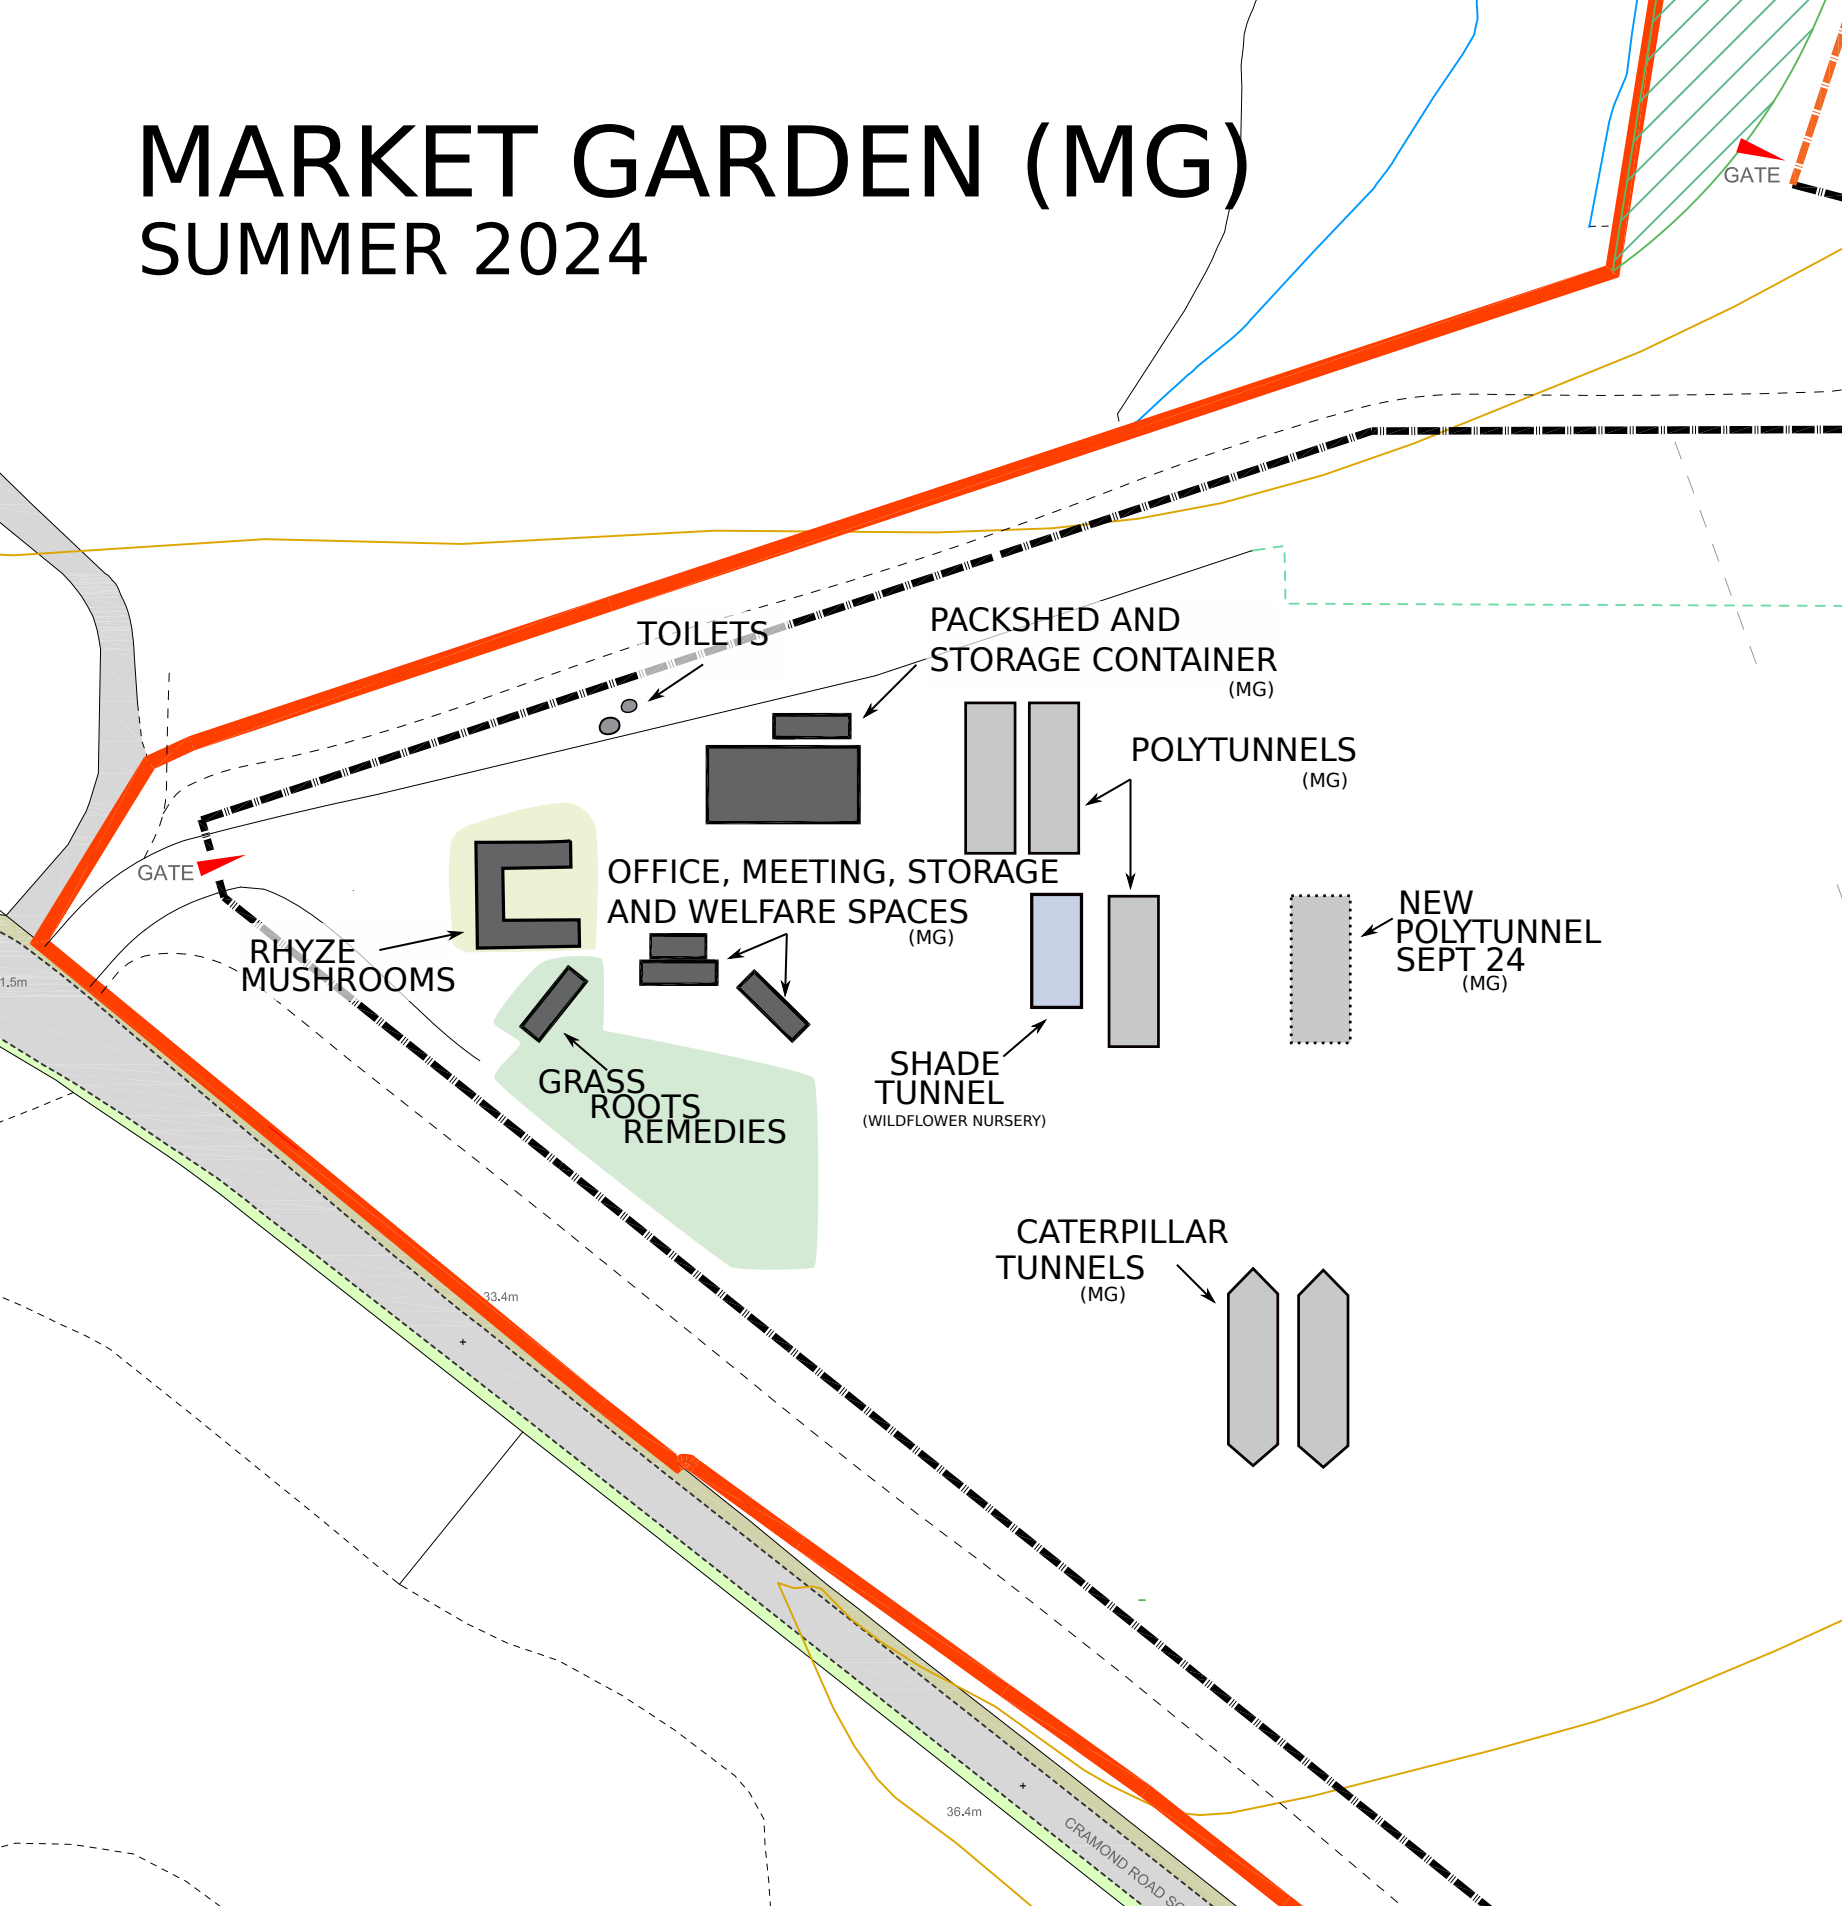 MARKET GARDEN (MG)
SUMMER 2024
GATE
TOILETS
PACKSHED AND
STORAGE CONTAINER
(MG)
POLYTUNNELS
(MG)
GATE
OFFICE, MEETING, STORAGE
AND WELFARE SPACES
(MG)
NEW
POLYTUNNEL
SEPT 24
(MG)
RHYZE
MUSHROOMS
1.5m
SHADE
TUNNEL
(WILDFLOWER NURSERY)
GRASS
ROOTS
REMEDIES
CATERPILLAR
TUNNELS
(MG)
33.4m
36.4m
CRAMOND ROAD